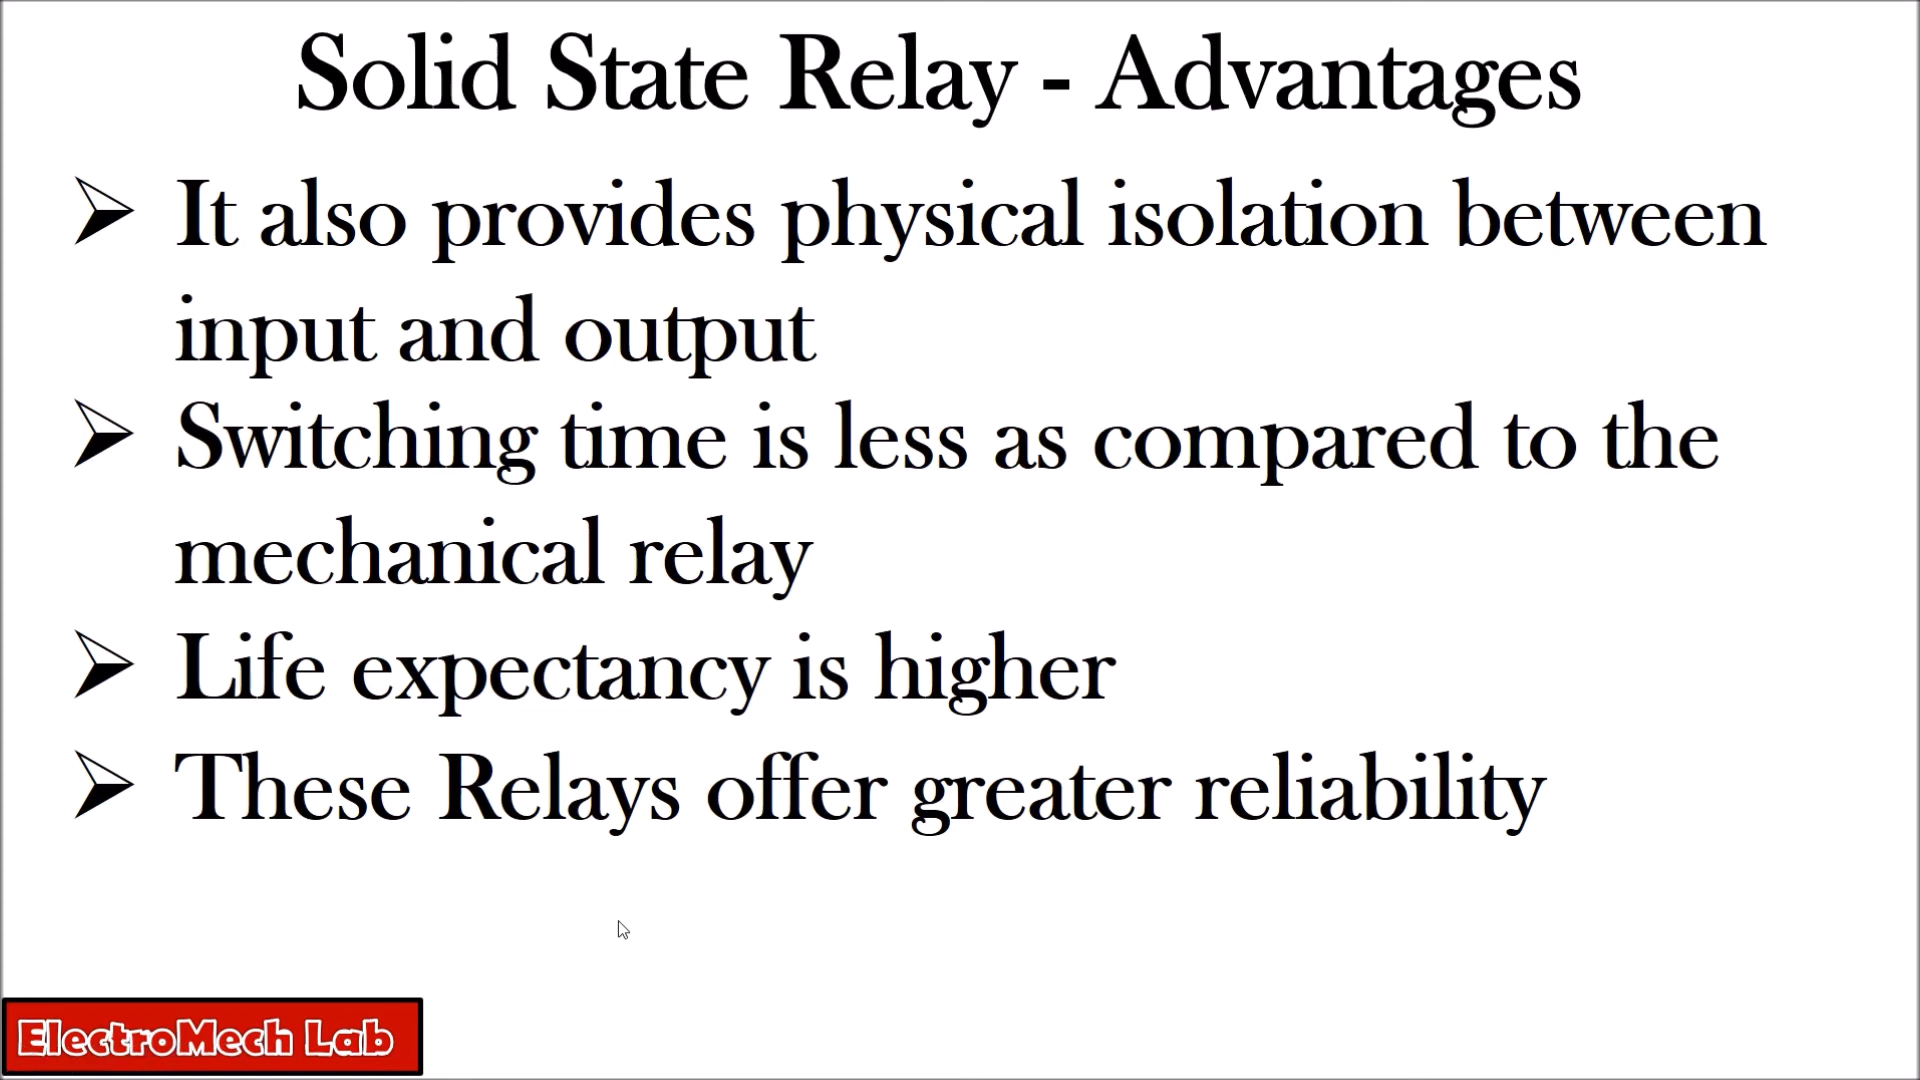 Solid State Relay - Advantages
It also provides physical isolation between
input and output
Switching time is less as compared to the
mechanical relay
Life expectancy is higher
These Relays offer greater reliability
ElectroMech Lab